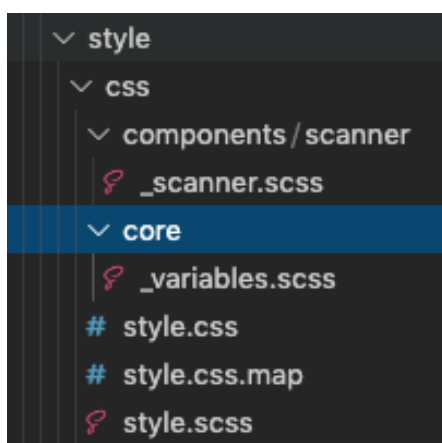 style
css
components/scanner
_scanner.scss
core
_variables.scss
# style.css
# style.css.map
style.scss